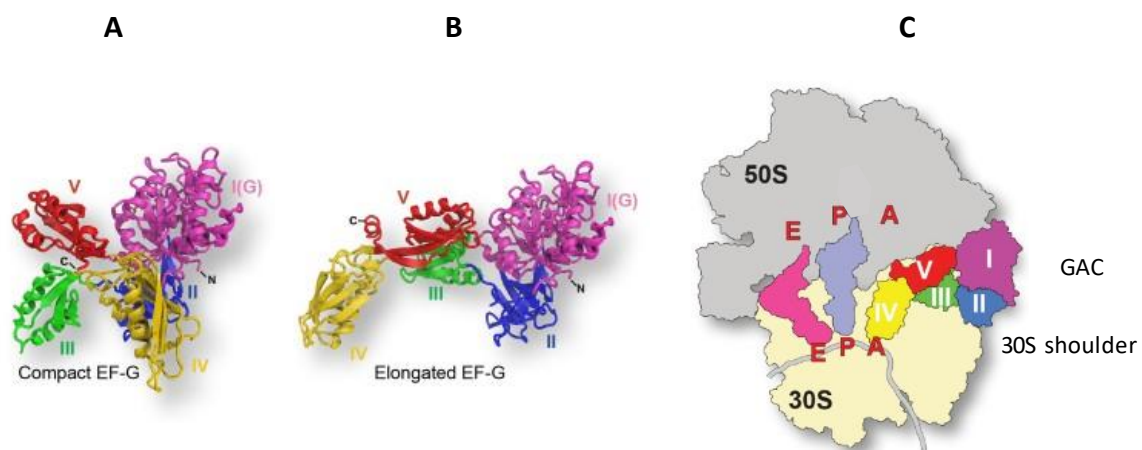 A B C
V
I(G)
C
N
II
III
IV
Compact EF-G
V
I(G)
C
N
III
II
IV
Elongated EF-G
50S
E P A
V I
IV III II
E P A
30S
GAC
30S shoulder